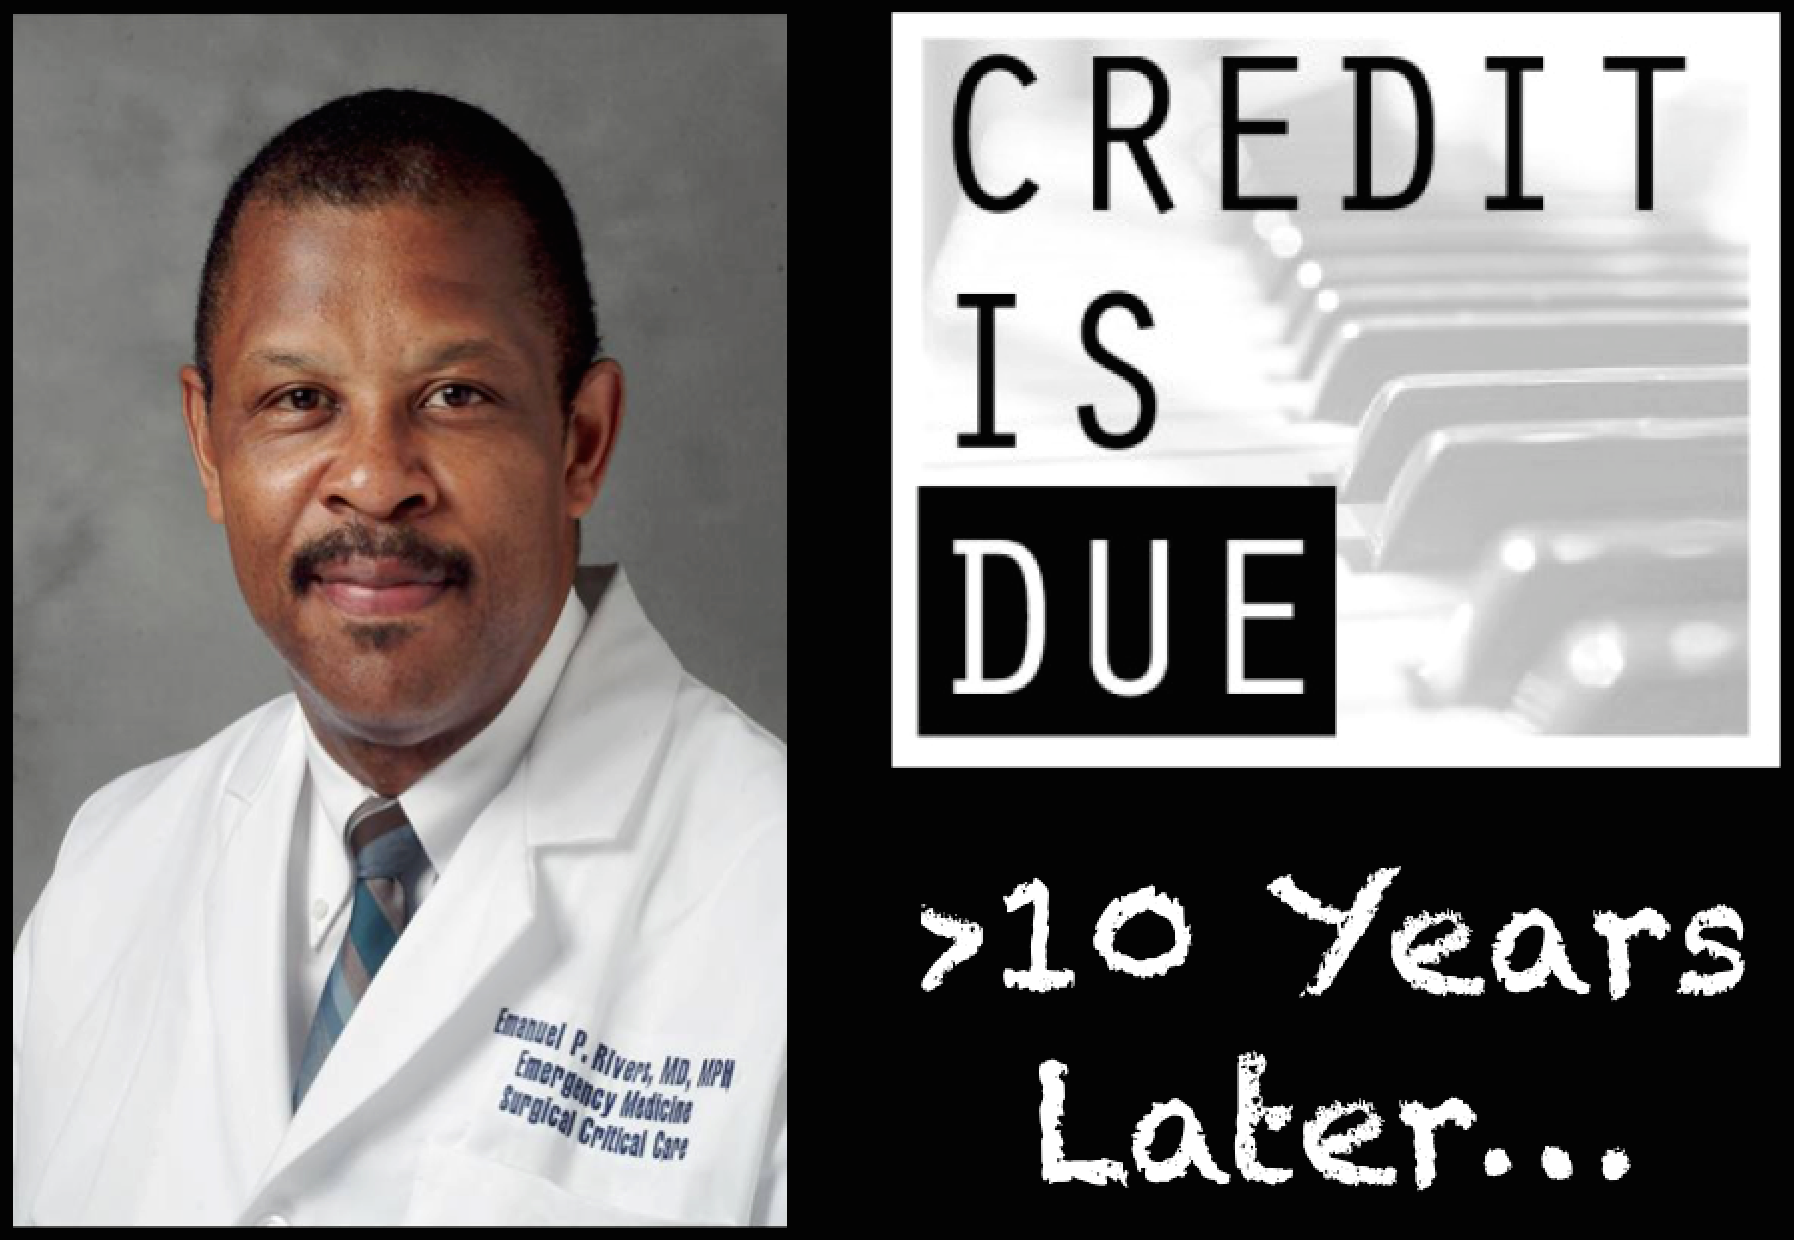 Emanuel P. Rivers, MD, MPH
Emergency Medicine
Surgical Critical Care
CREDIT
IS
DUE
>10 Years
Later...